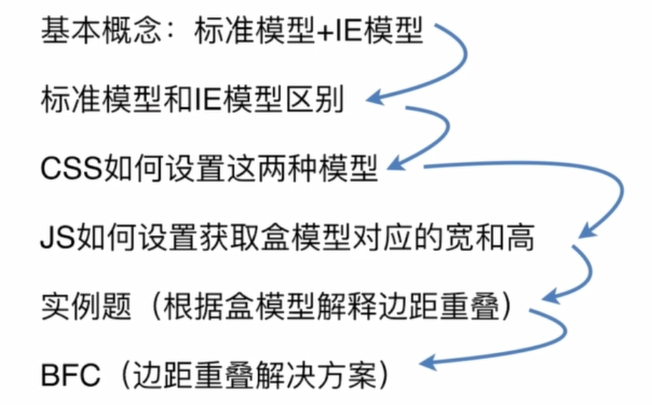 基本概念：标准模型+IE模型
标准模型和IE模型区别
CSS如何设置这两种模型
JS如何设置获取盒模型对应的宽和高
实例题（根据盒模型解释边距重叠）
BFC（边距重叠解决方案）